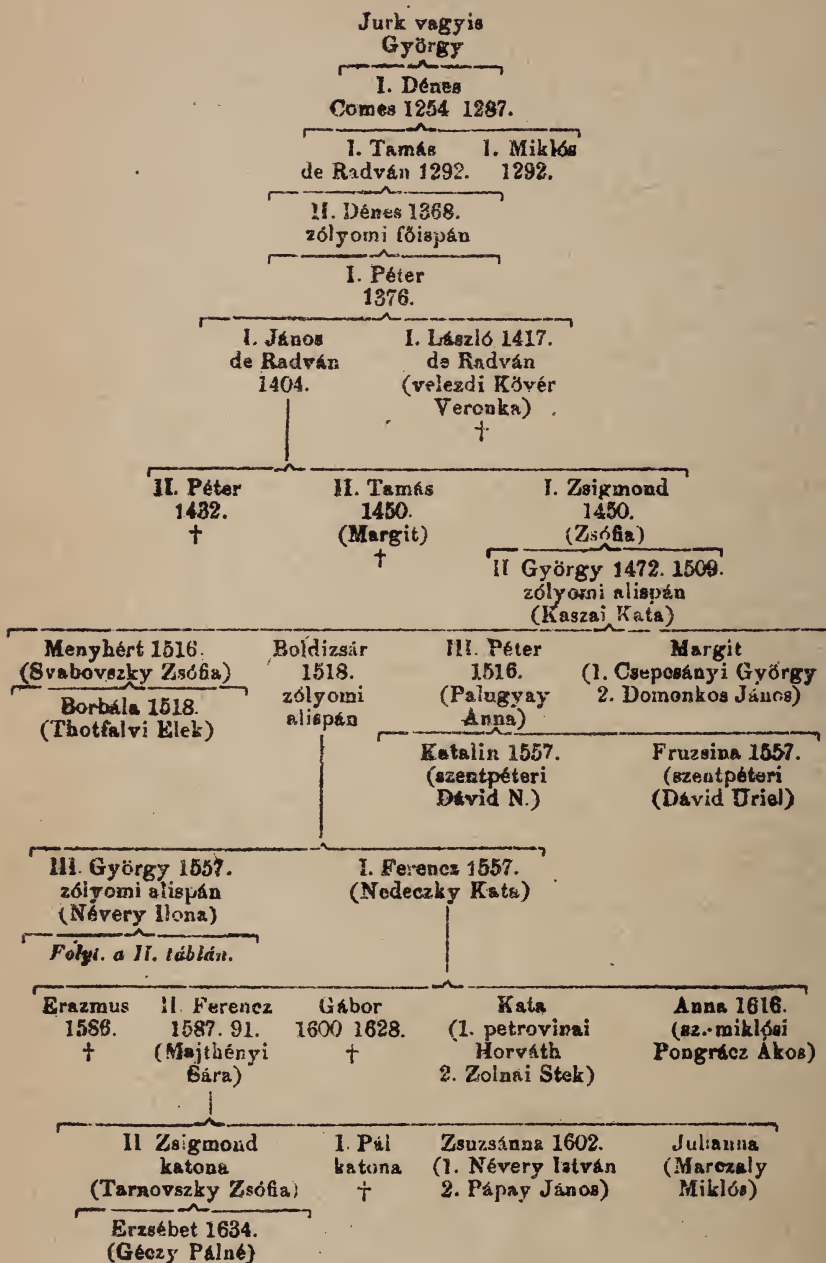 Jurk vagyis
György
I. Dénes
Comes 1254 1287.
I. Tamás I. Miklós
de Radván 1292. 1292.
II. Dénes 1368.
zólyomi főispán
I. Péter
1376.
I. János I. László 1417.
de Radván de Radván
1404. (velezdi Kövér
Veronka)
†
II. Péter II. Tamás I. Zsigmond
1432. 1450. 1450.
† (Margit) (Zsófia)
†
II György 1472. 1509.
zólyomi alispán
(Kaszai Kata)
Menyhért 1516. Boldizsár III. Péter Margit
(Svabovszky Zsófia) 1518. 1516. (1. Csepcsányi György
Borbála 1518. zólyomi (Palugyay 2. Domonkos János)
(Thotfalvi Elek) alispán Anna)
Katalin 1557. Fruzsina 1557.
(szentpéteri (szentpéteri
Dávid N.) (Dávid Uriel)
III. György 1557. I. Ferencz 1557.
zólyomi alispán (Nedeczky Kata)
(Névery Ilona)
Folyt. a II. táblán.
Erazmus II. Ferencz Gábor Kata Anna 1616.
1586. 1587. 91. 1600 1628. (1. petrovinai (sz.-miklósi
† (Majthényi † Horváth Pongrácz Ákos)
Sára) 2. Zolnai Stek)
II Zsigmond I. Pál Zsuzsánna 1602. Julianna
katona katona (1. Névery István (Marczaly
(Tarnovszky Zsófia) † 2. Pápay János) Miklós)
Erzsébet 1634.
(Géczy Pálné)